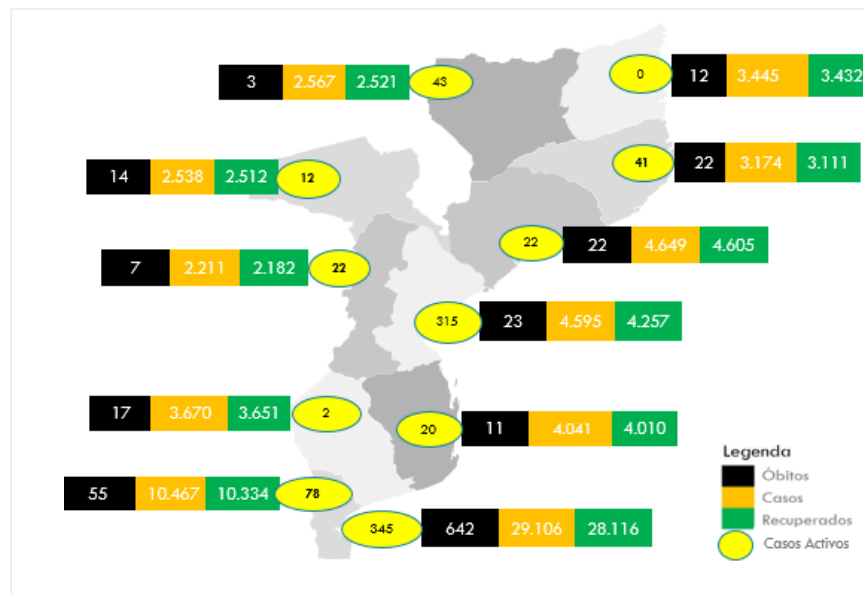 3 2.567 2.521 43
0 12 3.445 3.432
14 2.538 2.512 12
41 22 3.174 3.111
22 22 4.649 4.605
7 2.211 2.182 22
315 23 4.595 4.257
17 3.670 3.651 2
20 11 4.041 4.010
55 10.467 10.334 78
345 642 29.106 28.116
Legenda
Óbitos
Casos
Recuperados
Casos Activos